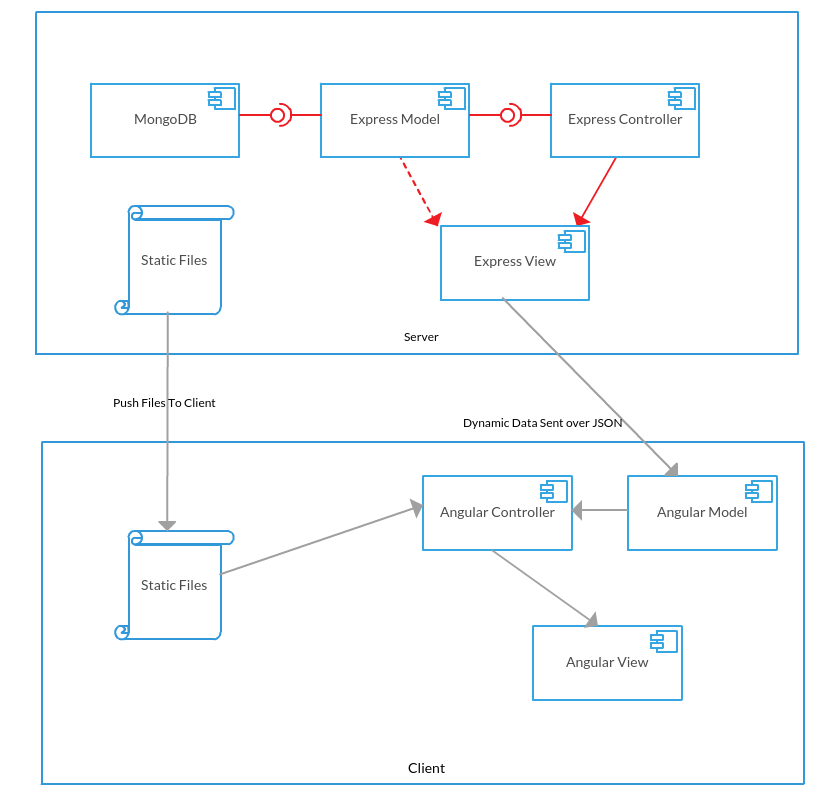 MongoDB
Express Model
Express Controller
Static Files
Express View
Server
Push Files To Client
Dynamic Data Sent over JSON
Angular Controller
Angular Model
Static Files
Angular View
Client